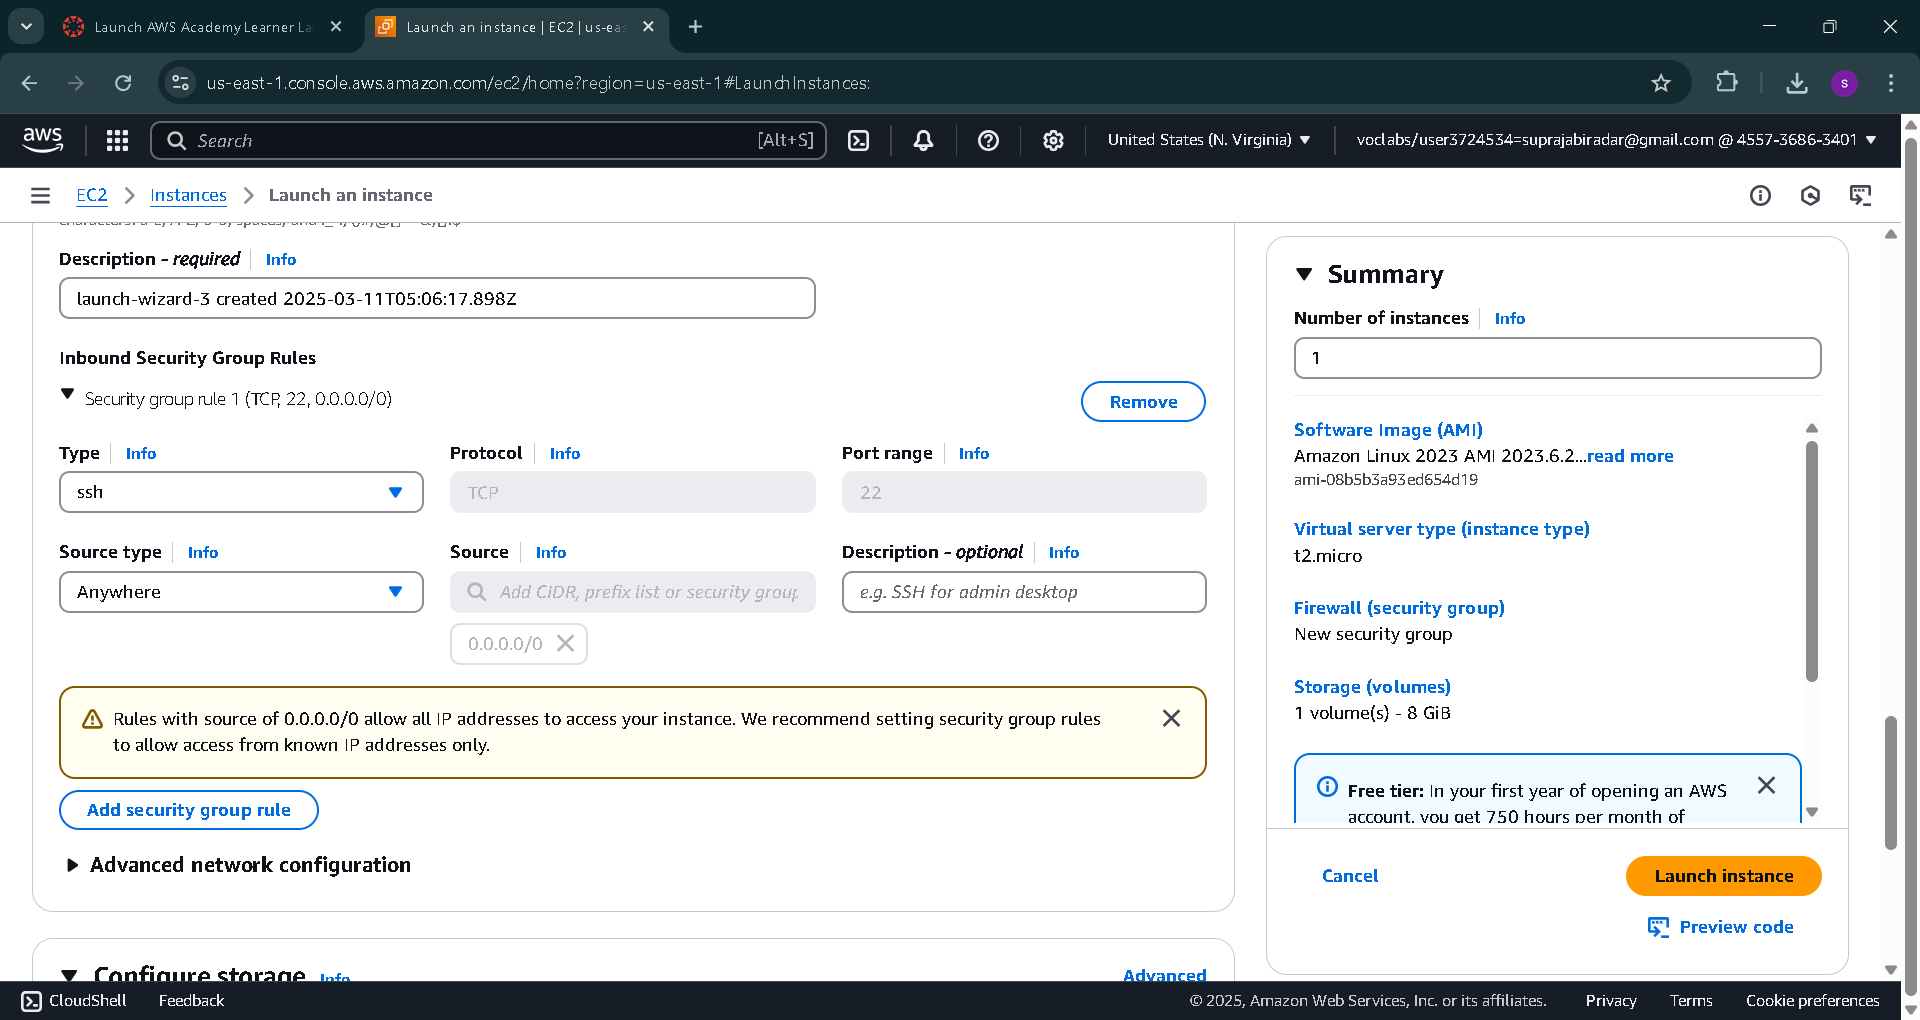 Launch AWS Academy Learner La
Launch an instance | EC2 | us-eas
us-east-1.console.aws.amazon.com/ec2/home?region=us-east-1#LaunchInstances:
S
aws
Search
[Alt+S]
United States (N. Virginia)
voclabs/user3724534=suprajabiradar@gmail.com @ 4557-3686-3401
EC2
Instances
Launch an instance
Description - required
Info
launch-wizard-3 created 2025-03-11T05:06:17.898Z
Inbound Security Group Rules
Security group rule 1 (TCP, 22, 0.0.0.0/0)
Remove
Type
Info
Protocol
Info
Port range
Info
ssh
TCP
22
Source type
Info
Source
Info
Description - optional
Info
Anywhere
Add CIDR, prefix list or security group
e.g. SSH for admin desktop
0.0.0.0/0
Rules with source of 0.0.0.0/0 allow all IP addresses to access your instance. We recommend setting security group rules
to allow access from known IP addresses only.
Add security group rule
Advanced network configuration
Configure storage
Info
Advanced
Summary
Number of instances
Info
1
Software Image (AMI)
Amazon Linux 2023 AMI 2023.6.2...read more
ami-08b5b3a93ed654d19
Virtual server type (instance type)
t2.micro
Firewall (security group)
New security group
Storage (volumes)
1 volume(s) - 8 GiB
Free tier: In your first year of opening an AWS
account, you get 750 hours per month of
Cancel
Launch instance
Preview code
CloudShell
Feedback
© 2025, Amazon Web Services, Inc. or its affiliates.
Privacy
Terms
Cookie preferences